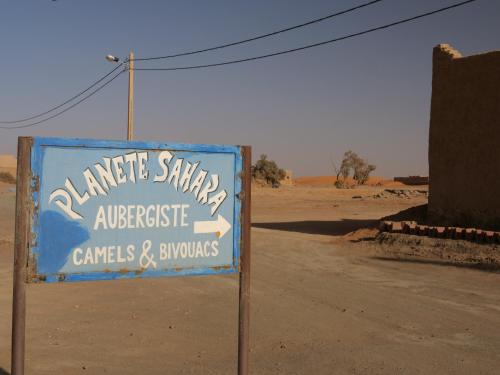 PLANETE SAHARA
AUBERGISTE
CAMELS & BIVOUACS